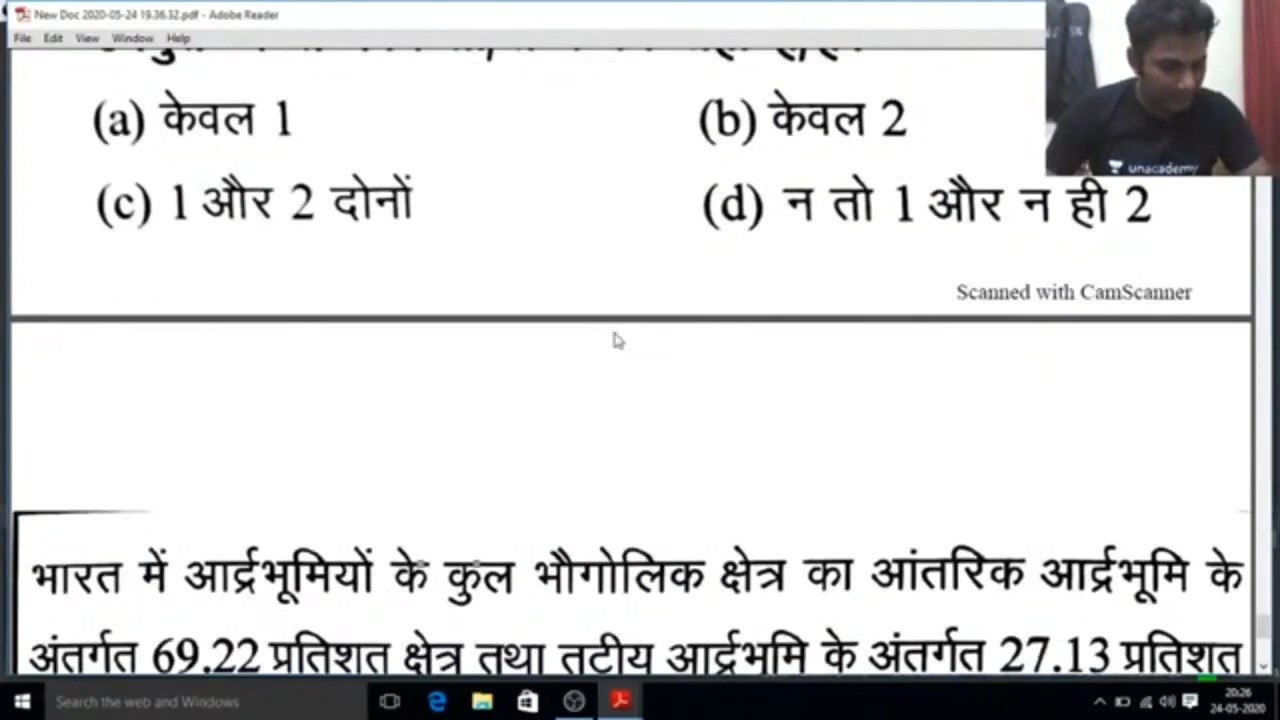 New Doc 2020-05-24 19.36.32.pdf - Adobe Reader
File Edit View Window Help
(a) केवल 1
(b) केवल 2
unacademy
(c) 1 और 2 दोनों
(d) न तो 1 और न ही 2
Scanned with CamScanner
भारत में आर्द्रभूमियों के कुल भौगोलिक क्षेत्र का आंतरिक आर्द्रभूमि के
अंतर्गत 69.22 प्रतिशत क्षेत्र तथा तटीय आर्द्रभूमि के अंतर्गत 27.13 प्रतिशत
Search the web and Windows
20:26
24-05-2020